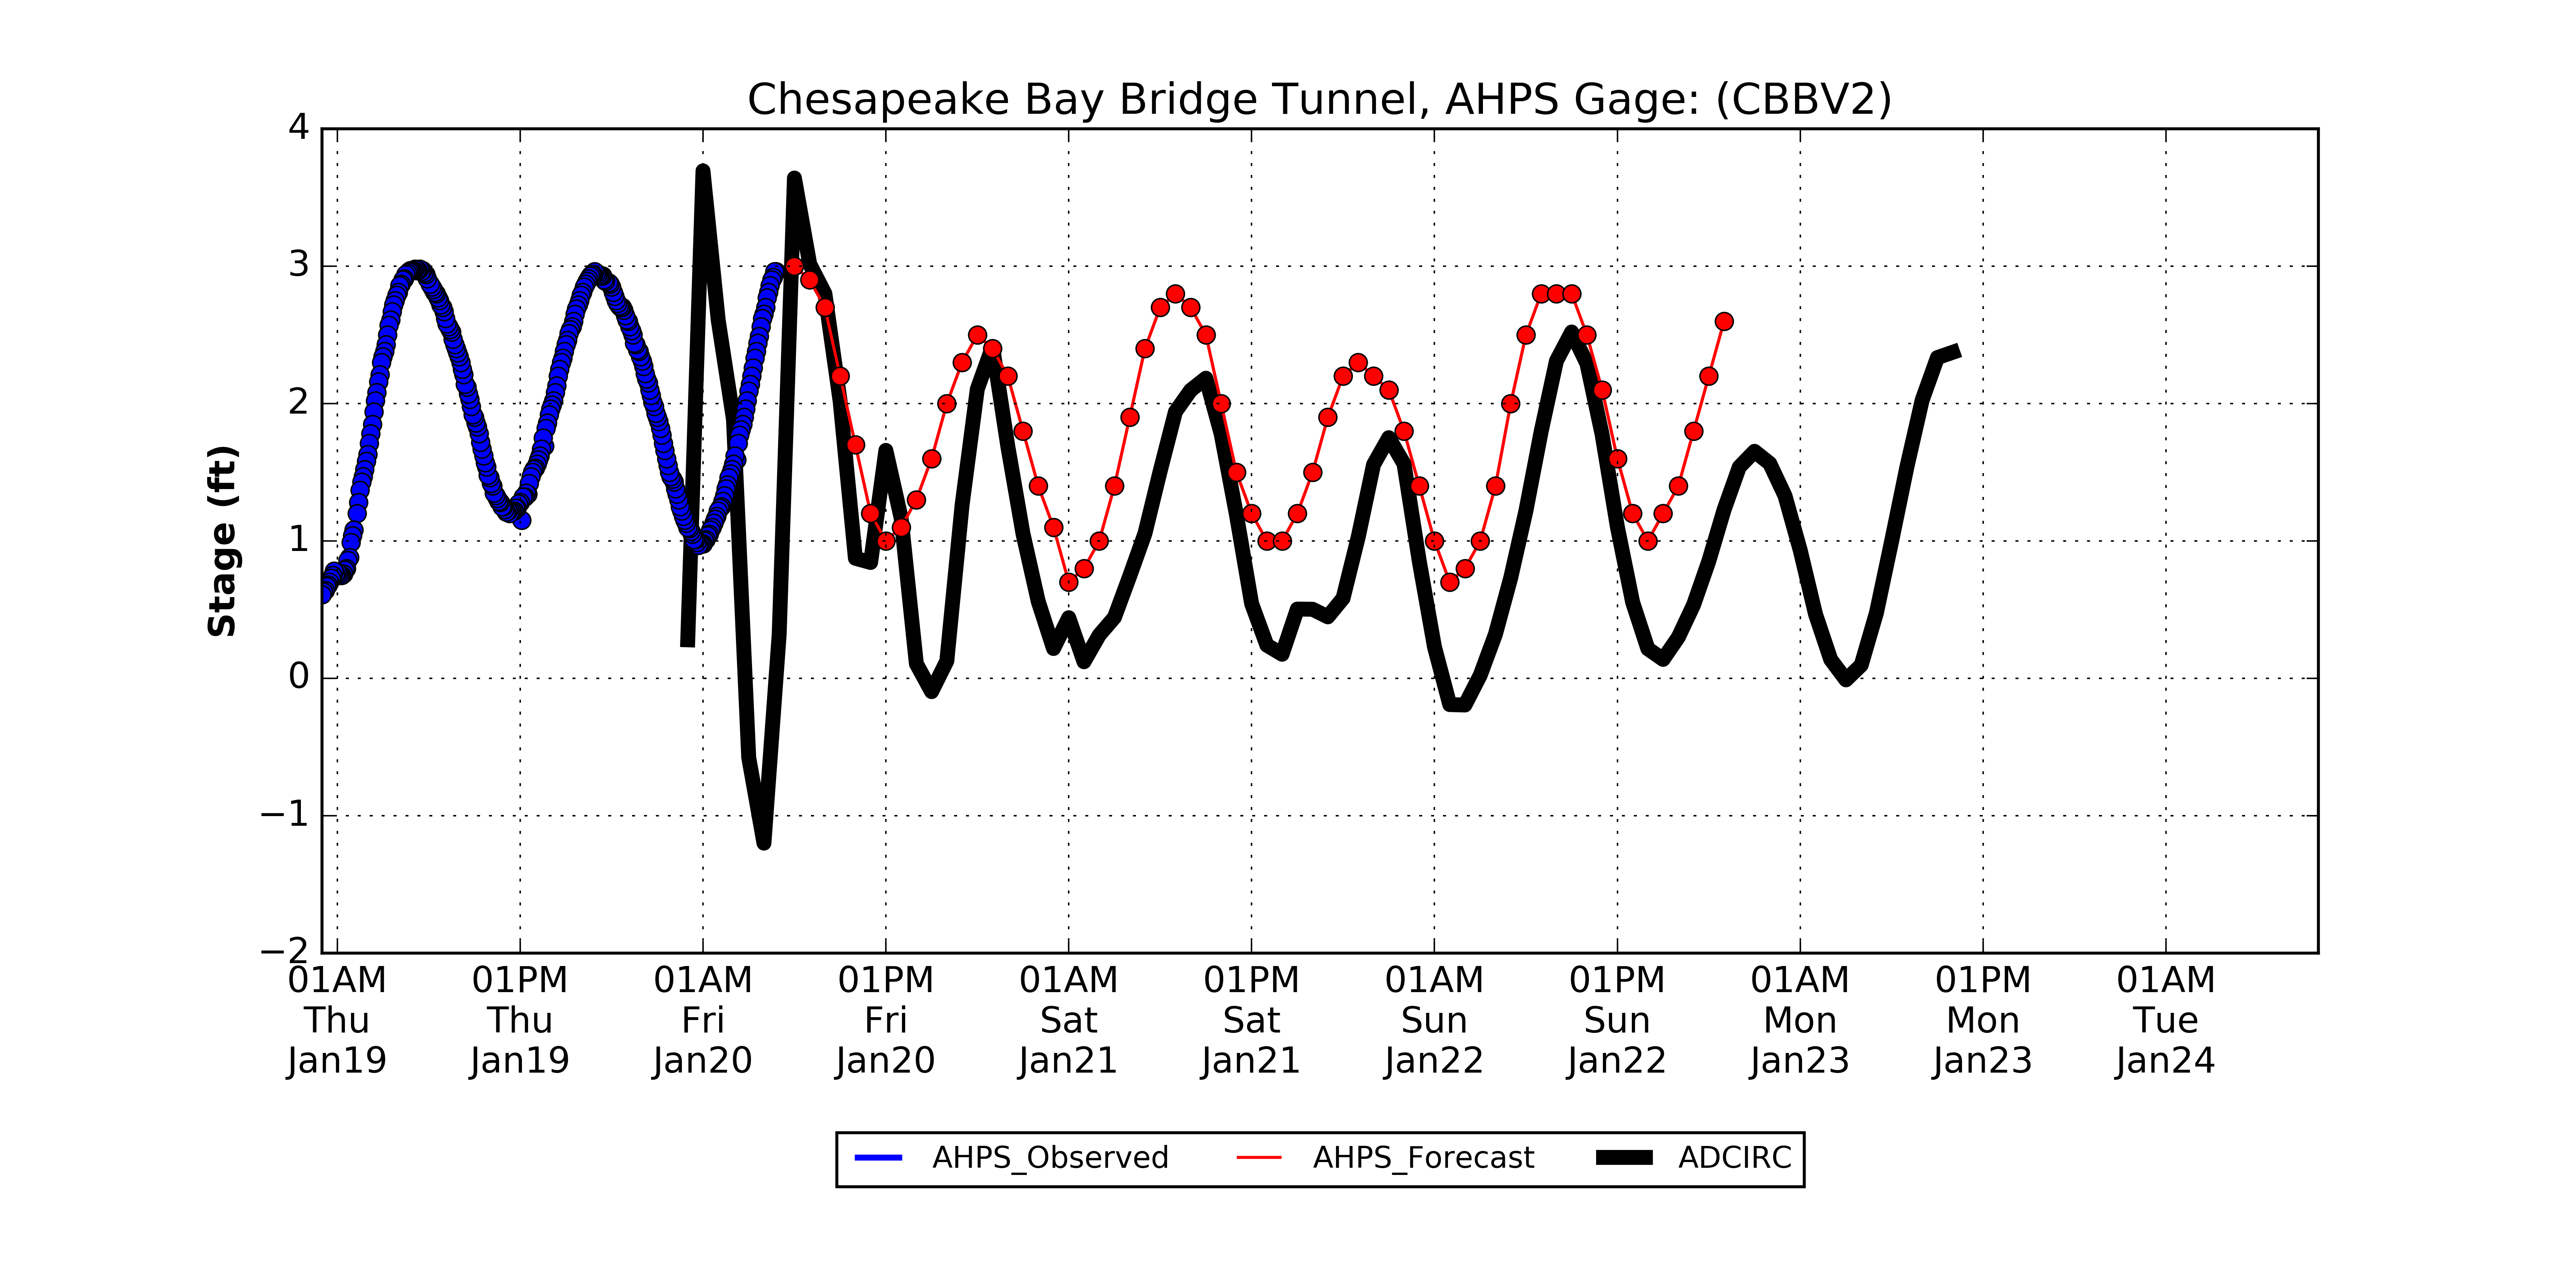 Chesapeake Bay Bridge Tunnel, AHPS Gage: (CBBV2)
4
3
2
1
0
−1
−2
Stage (ft)
01AM 01PM 01AM 01PM 01AM 01PM 01AM 01PM 01AM 01PM 01AM
Thu Thu Fri Fri Sat Sat Sun Sun Mon Mon Tue
Jan19 Jan19 Jan20 Jan20 Jan21 Jan21 Jan22 Jan22 Jan23 Jan23 Jan24
AHPS_Observed AHPS_Forecast ADCIRC